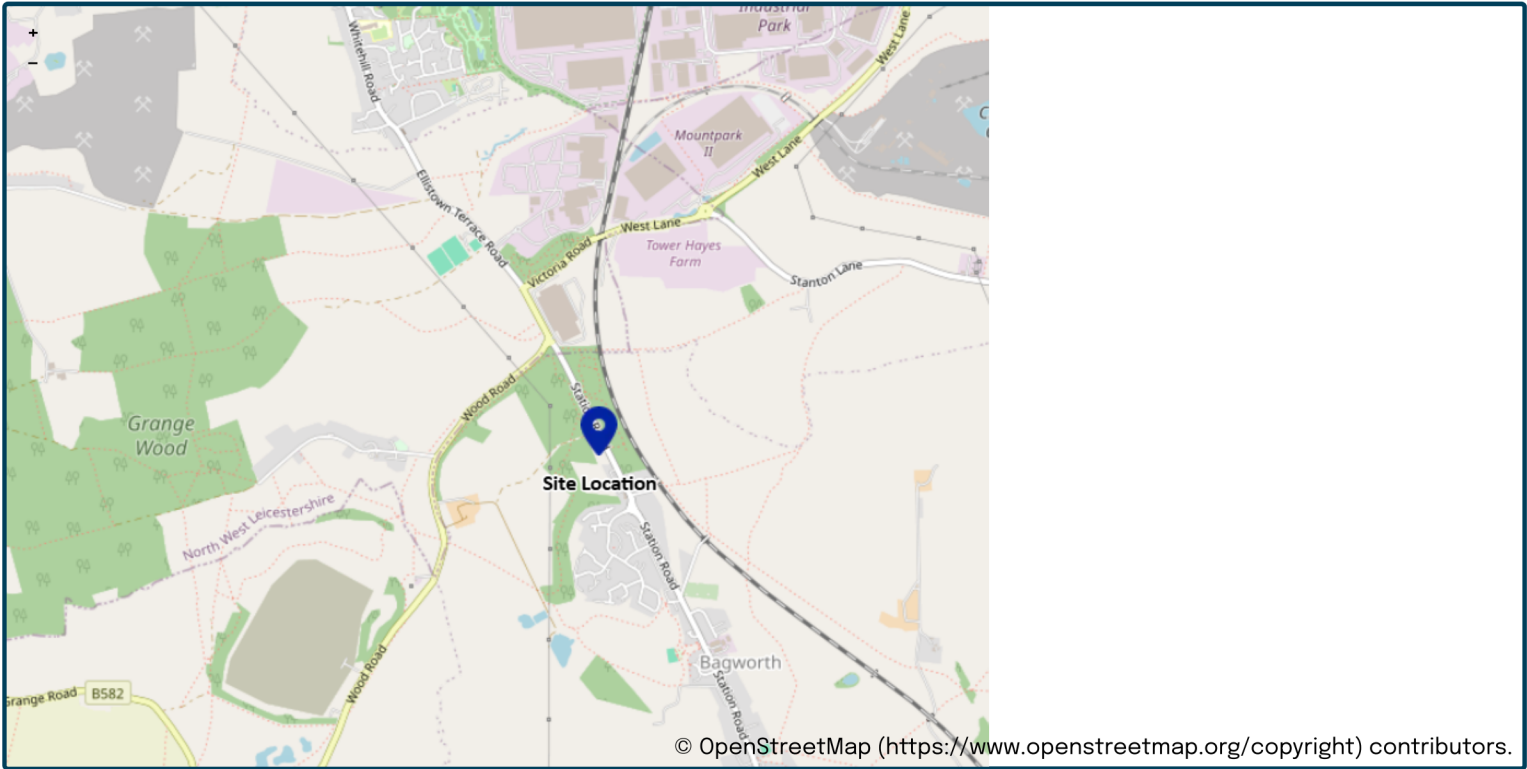 Industrial
Park
+
−
Whitehill Road
West Lane
Mountpark
II
West Lane
Ellistown Terrace Road
West Lane
Victoria Road
Tower Hayes
Farm
Stanton Lane
Wood Road
Grange
Wood
Site Location
North West Leicestershire
Station Road
Wood Road
Bagworth
Grange Road
B582
Station Road
© OpenStreetMap (https://www.openstreetmap.org/copyright) contributors.